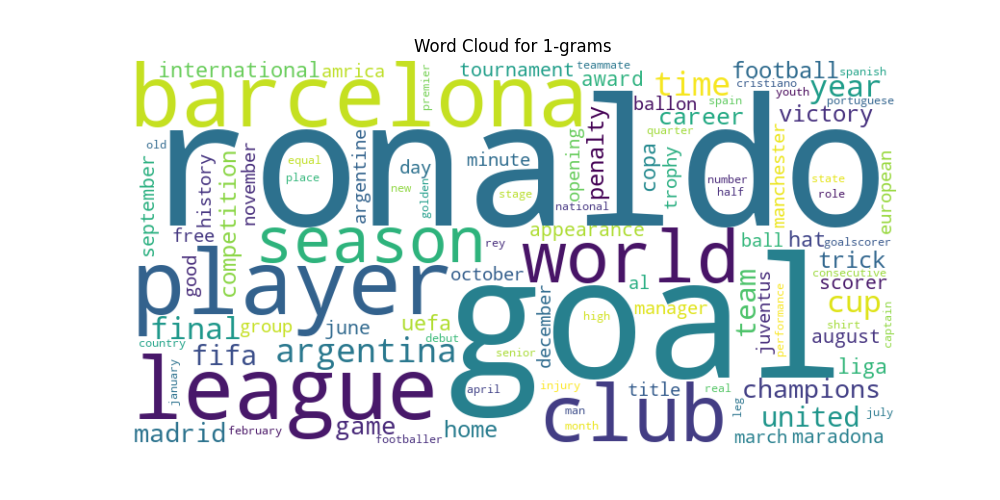 Word Cloud for 1-grams
international
amrica
premier
tournament
teammate
award
time
football
cristiano
spanish
year
barcelona
ronaldo
ballon
spain
youth
portuguese
career
victory
quarter
old
september
history
competition
november
equal
place
argentine
day
new
golden
minute
stage
opening
national
penalty
copa
trophy
number
half
manchester
state
role
european
free
season
rey
appearance
world
ball
hat
goalscorer
trick
good
player
october
al
team
consecutive
scorer
goal
high
manager
juventus
performance
cup
shirt
captain
final
group
june
uefa
debut
december
august
country
fifa
argentina
senior
liga
january
league
april
injury
title
real
champions
club
man
month
leg
united
july
madrid
february
game
footballer
home
march
maradona